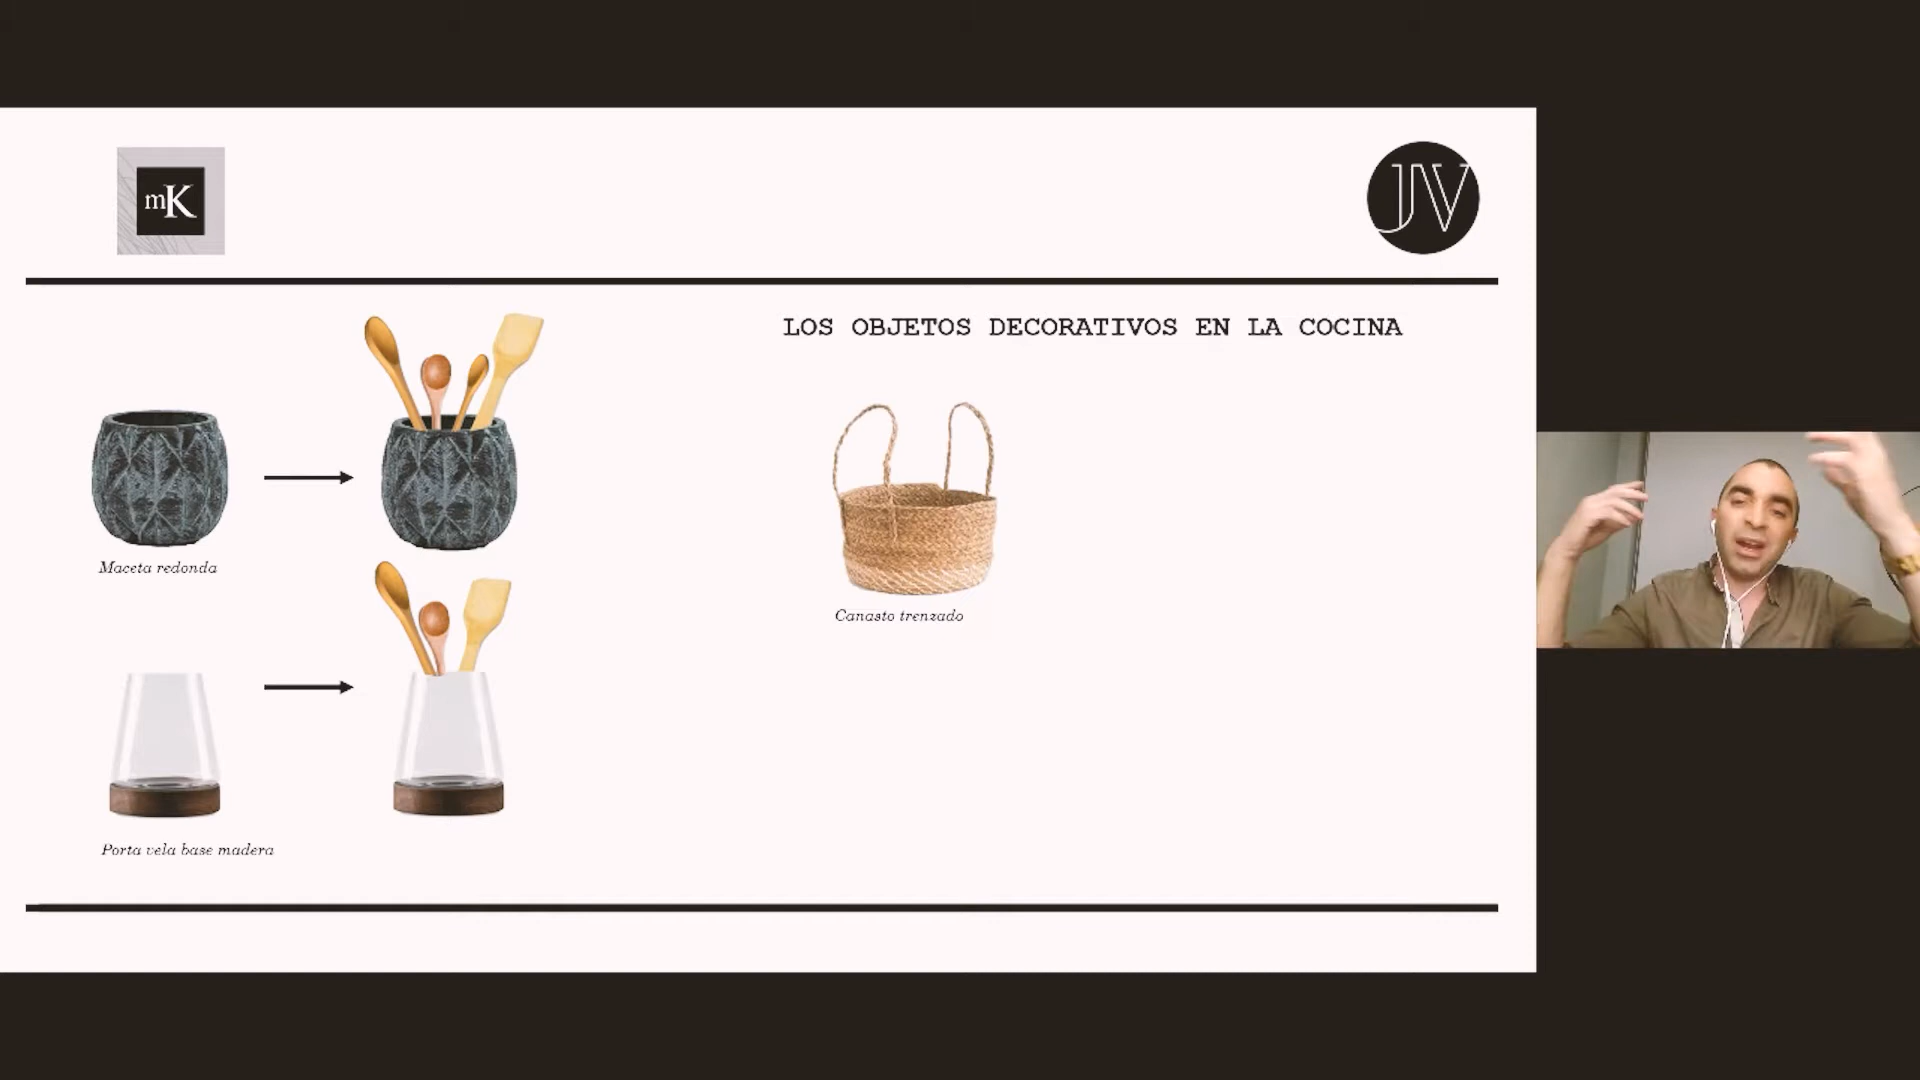 mK
JV
LOS OBJETOS DECORATIVOS EN LA COCINA
Maceta redonda
Canasto trenzado
Porta vela base madera